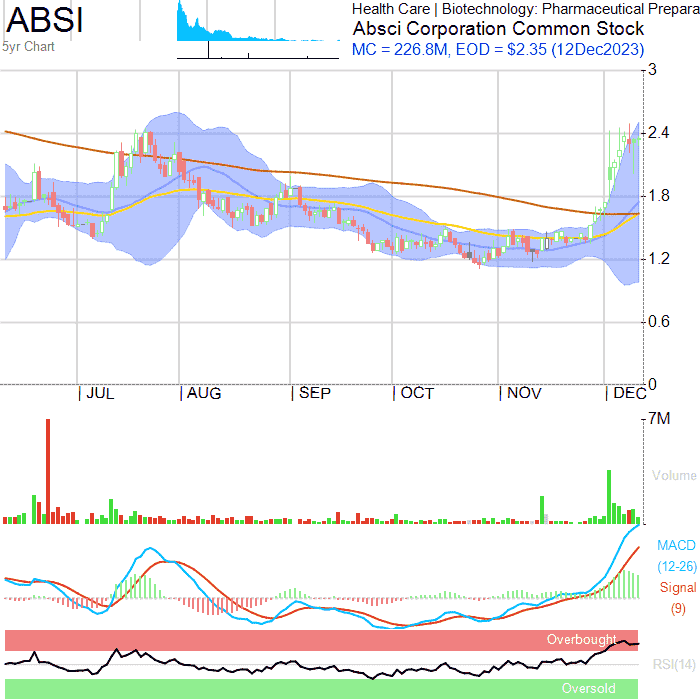 ABSI
5yr Chart
Health Care | Biotechnology: Pharmaceutical Prepara
Absci Corporation Common Stock
MC = 226.8M, EOD = $2.35 (12Dec2023)
3
2.4
1.8
1.2
0.6
0
JUL
AUG
SEP
OCT
NOV
DEC
7M
Volume
MACD
(12-26)
Signal
(9)
Overbought
RSI(14)
Oversold